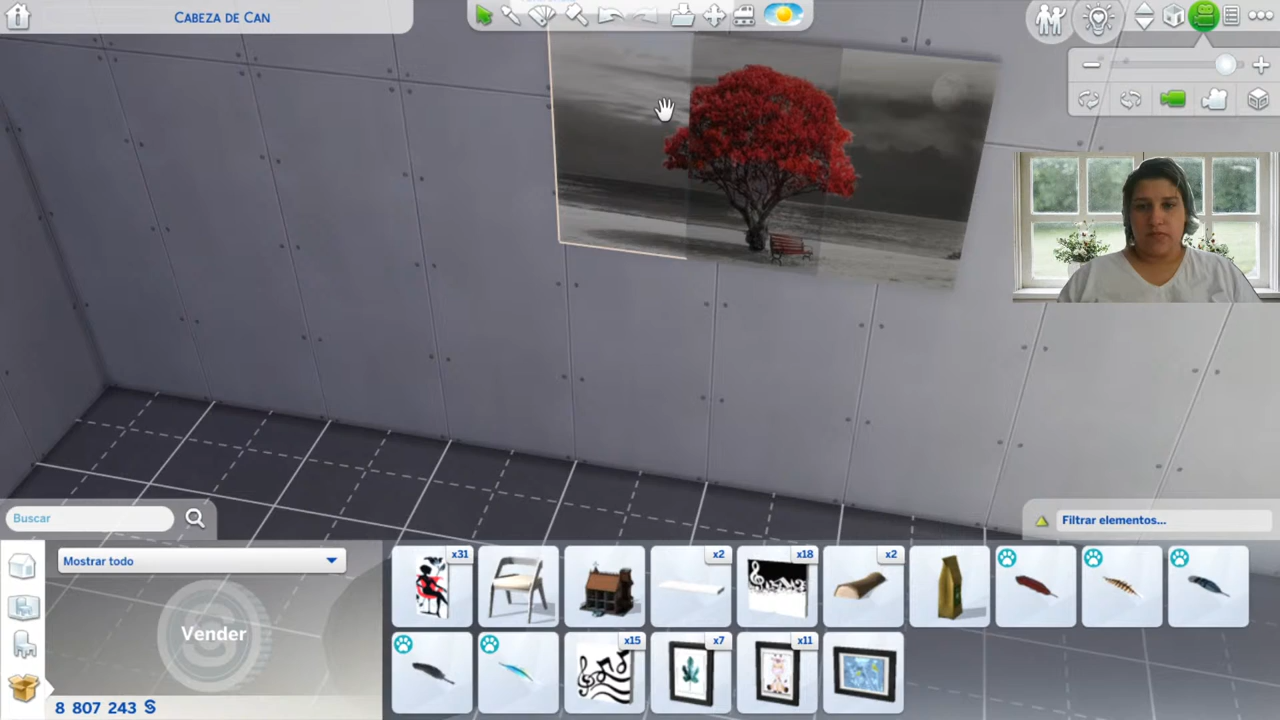 CABEZA DE CAN
Buscar
Filtrar elementos...
Mostrar todo
Vender
8 807 243 S
x31
x2
x18
x2
x15
x7
x11